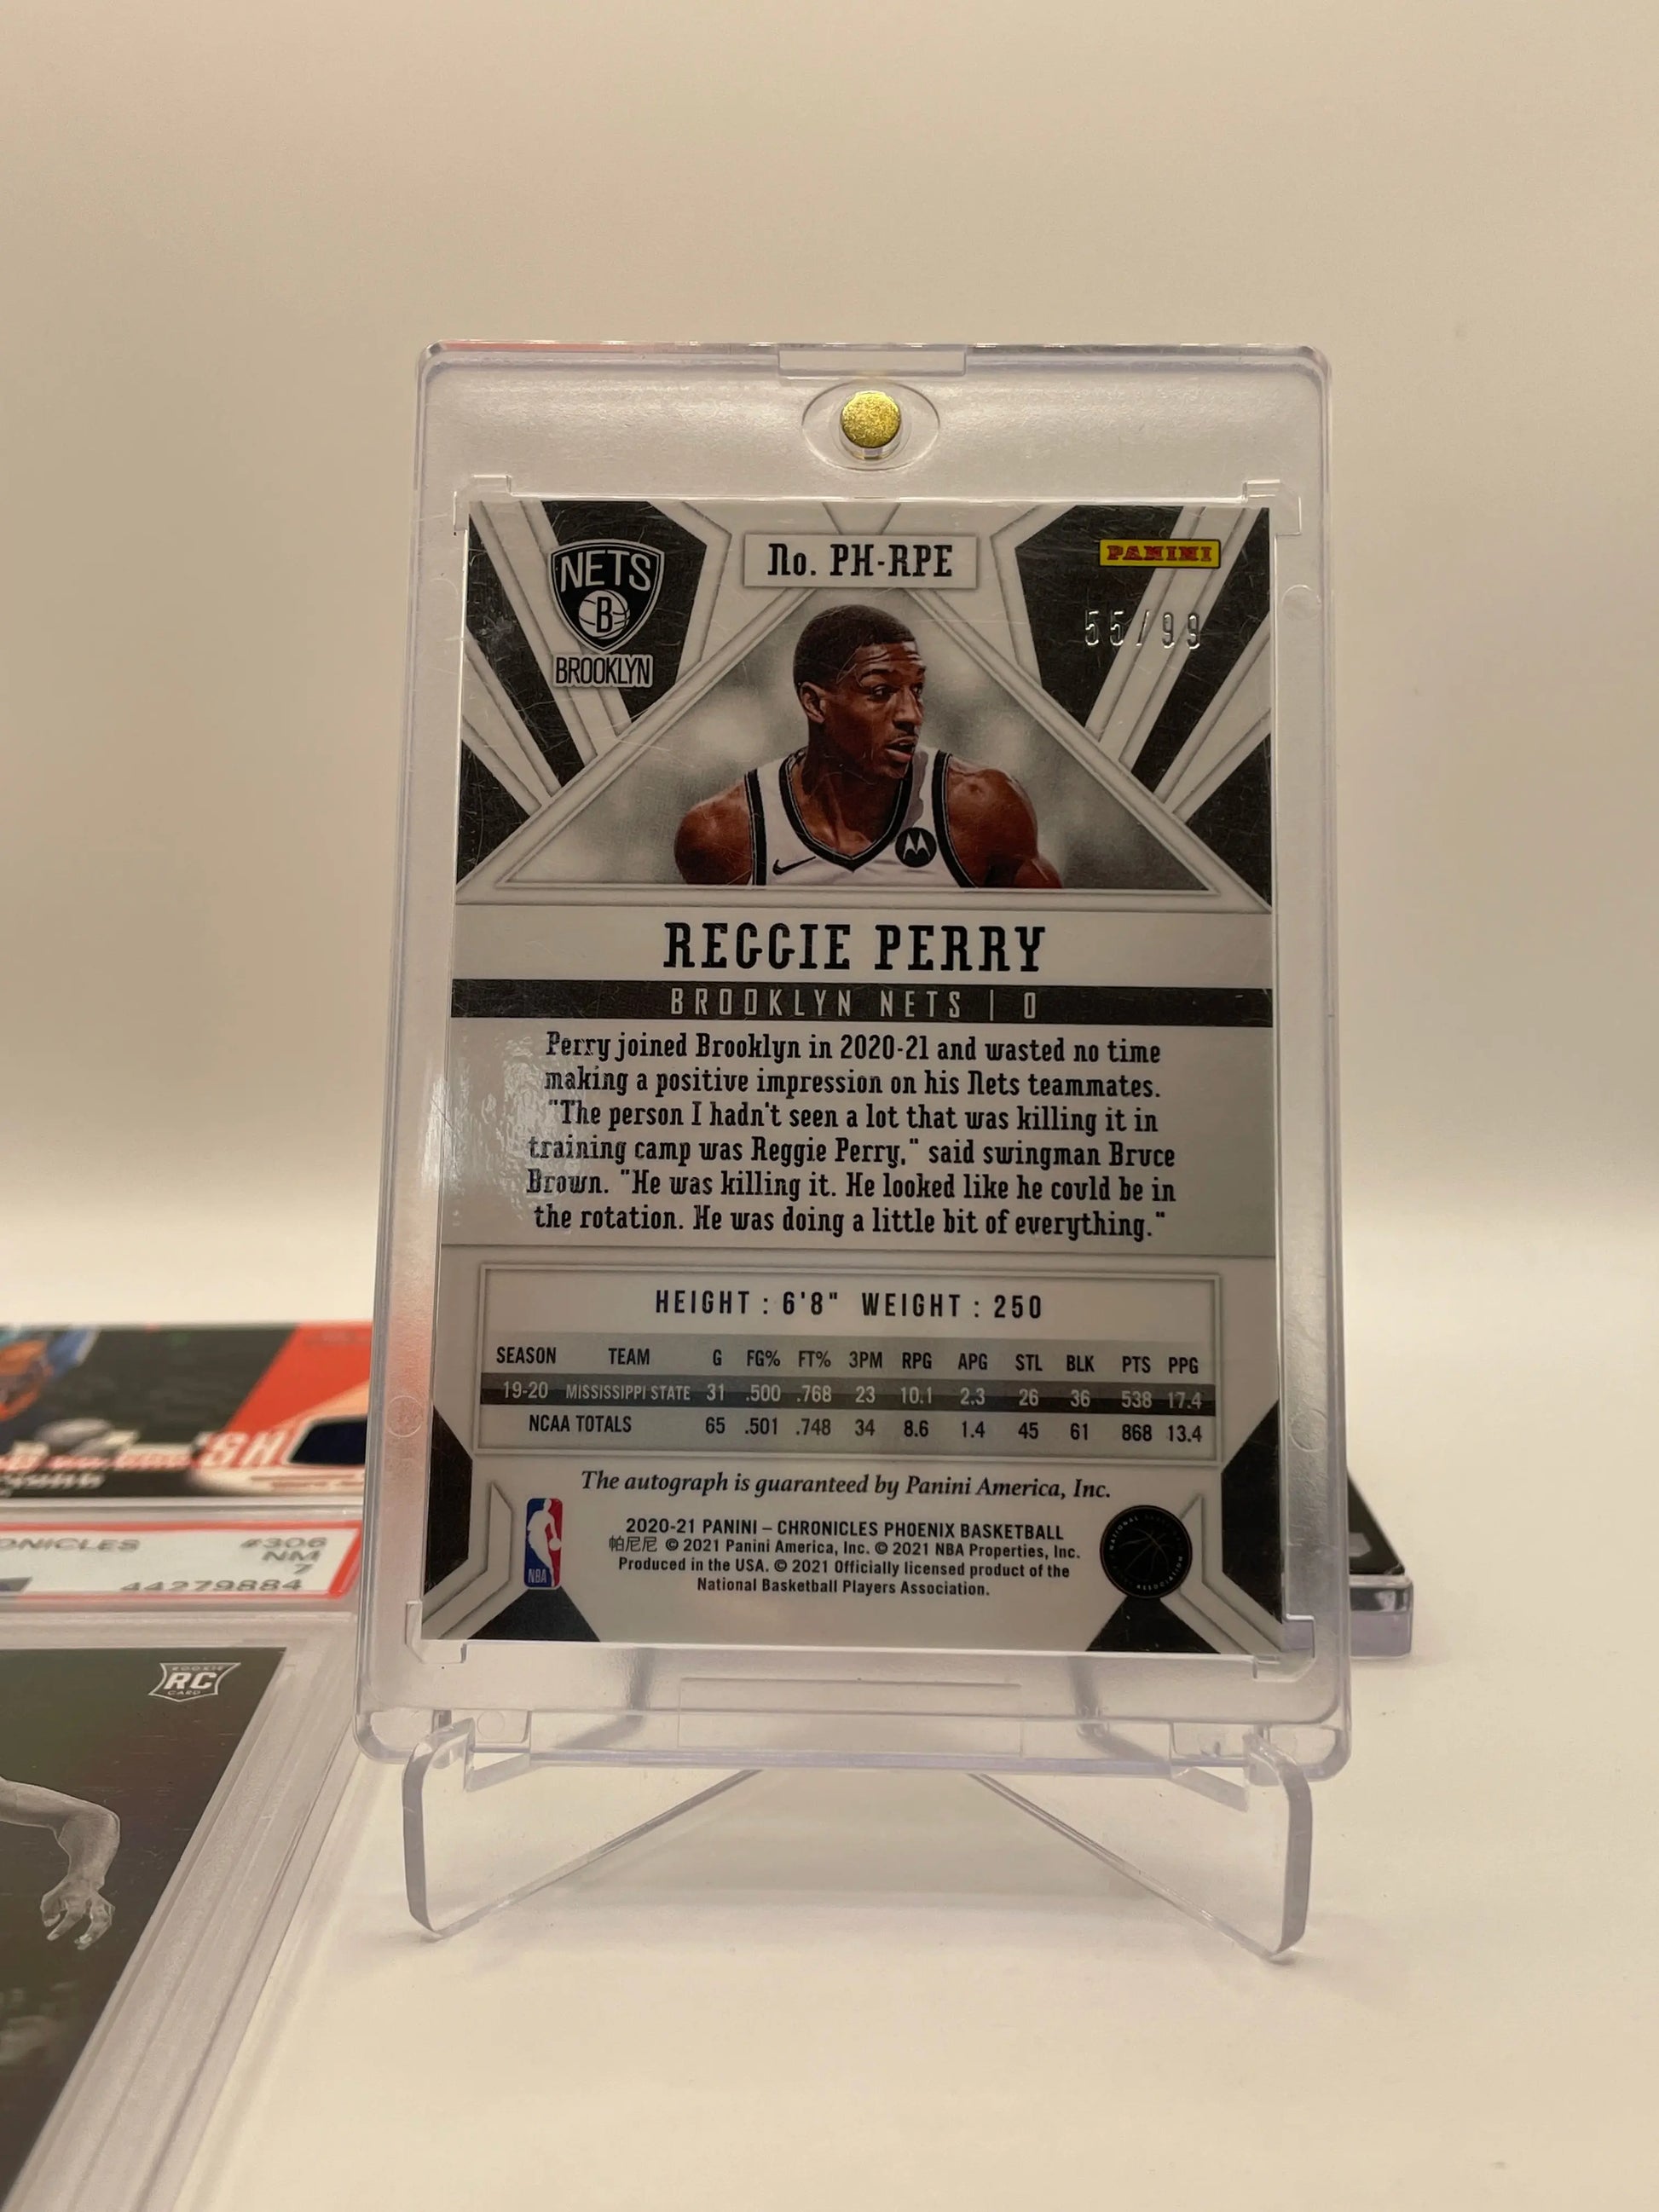 NETS
B
BROOKLYN
No. PH-RPE
PANINI
55/99
REGGIE PERRY
BROOKLYN NETS | 0
Perry joined Brooklyn in 2020-21 and wasted no time
making a positive impression on his Nets teammates.
"The person I hadn't seen a lot that was killing it in
training camp was Reggie Perry," said swingman Bruce
Brown. "He was killing it. He looked like he could be in
the rotation. He was doing a little bit of everything."
HEIGHT : 6'8" WEIGHT : 250
SEASON TEAM G FG% FT% 3PM RPG APG STL BLK PTS PPG
19-20 MISSISSIPPI STATE 31 .500 .768 23 10.1 2.3 26 36 538 17.4
NCAA TOTALS 65 .501 .748 34 8.6 1.4 45 61 868 13.4
The autograph is guaranteed by Panini America, Inc.
NBA
2020-21 PANINI – CHRONICLES PHOENIX BASKETBALL
帕尼尼 © 2021 Panini America, Inc. © 2021 NBA Properties, Inc.
Produced in the USA. © 2021 Officially licensed product of the
National Basketball Players Association.
NATIONAL
ASSOCIATION
ONICLES #306
NM
7
44279884
ROOKIE
RC
CARD